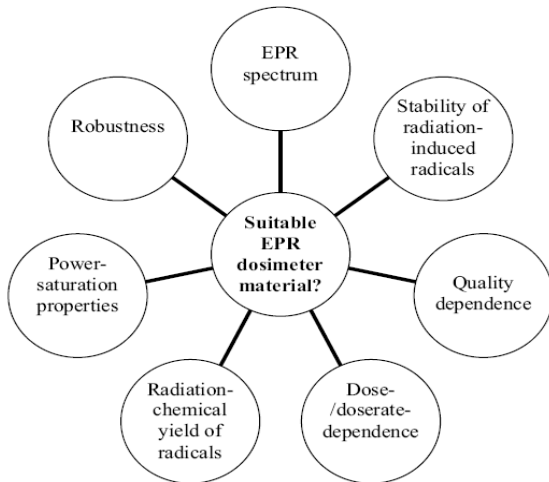 EPR
spectrum
Stability of
radiation-
induced
radicals
Robustness
Suitable
EPR
dosimeter
material?
Power-
saturation
properties
Quality
dependence
Radiation-
chemical
yield of
radicals
Dose-
/doserate-
dependence